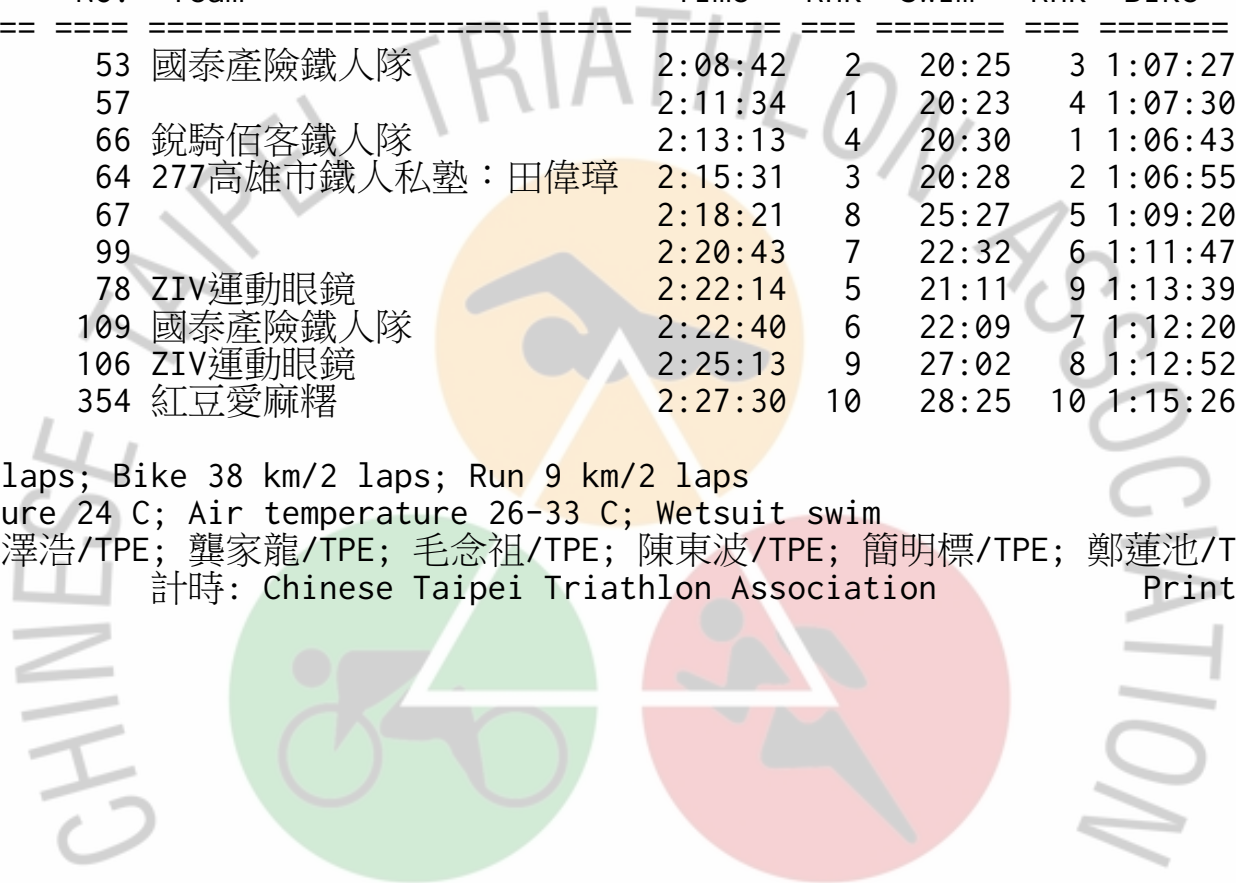 No. Team Time Rnk Swim Rnk Bike
== ==== ========================== ======= === ======= === =======
53 國泰產險鐵人隊 2:08:42 2 20:25 3 1:07:27
57 2:11:34 1 20:23 4 1:07:30
66 銳騎佰客鐵人隊 2:13:13 4 20:30 1 1:06:43
64 277高雄市鐵人私塾：田偉璋 2:15:31 3 20:28 2 1:06:55
67 2:18:21 8 25:27 5 1:09:20
99 2:20:43 7 22:32 6 1:11:47
78 ZIV運動眼鏡 2:22:14 5 21:11 9 1:13:39
109 國泰產險鐵人隊 2:22:40 6 22:09 7 1:12:20
106 ZIV運動眼鏡 2:25:13 9 27:02 8 1:12:52
354 紅豆愛麻糬 2:27:30 10 28:25 10 1:15:26
laps; Bike 38 km/2 laps; Run 9 km/2 laps
ure 24 C; Air temperature 26-33 C; Wetsuit swim
澤浩/TPE; 龔家龍/TPE; 毛念祖/TPE; 陳東波/TPE; 簡明標/TPE; 鄭蓮池/T
計時: Chinese Taipei Triathlon Association Print
CHINESE TAIPEI TRIATHLON ASSOCIATION